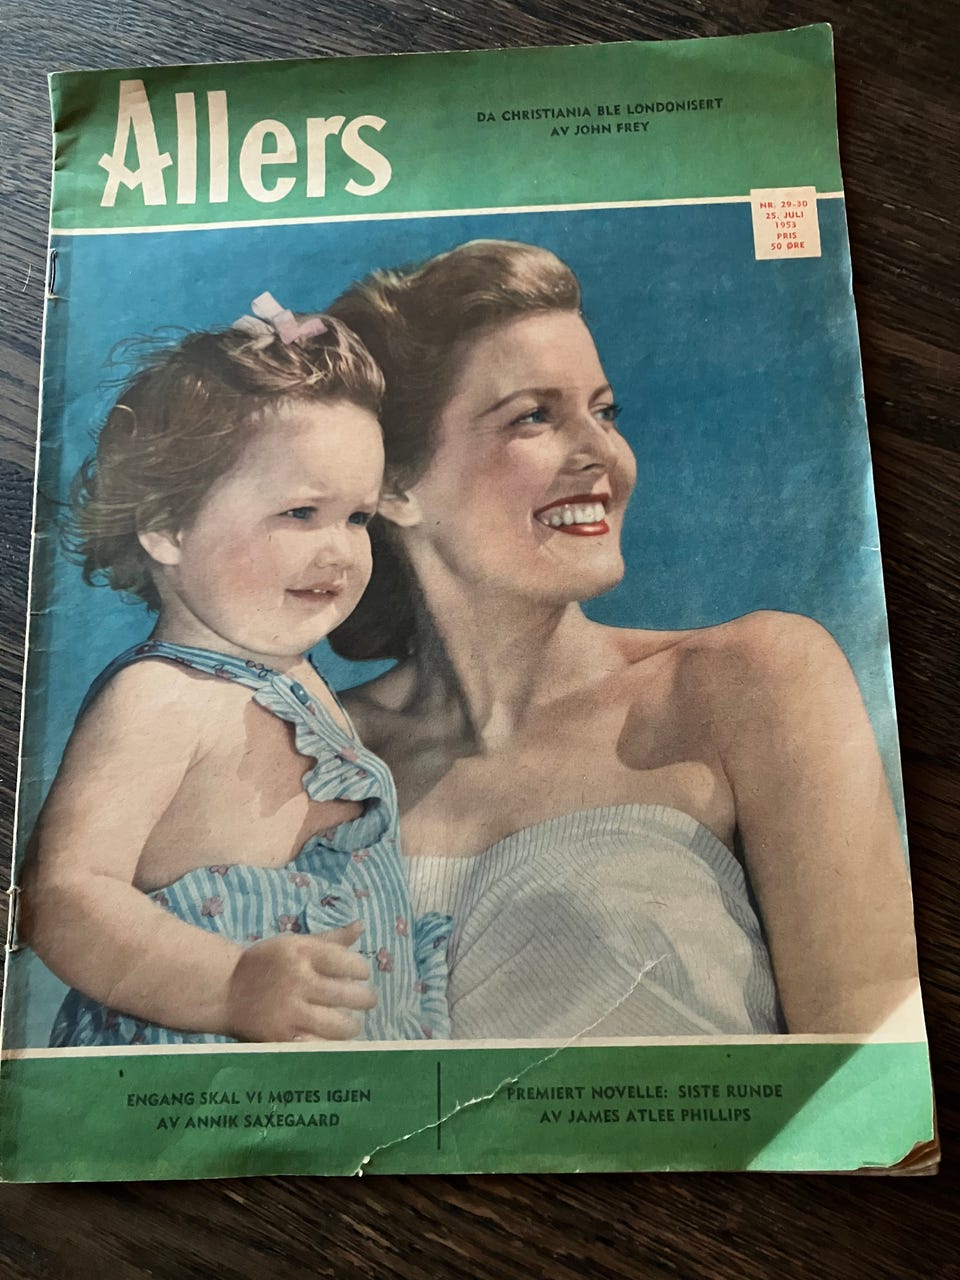 Allers
DA CHRISTIANIA BLE LONDONISERT
AV JOHN FREY
NR. 29-30
25. JULI
1953
PRIS
50 ØRE
ENGANG SKAL VI MØTES IGJEN
AV ANNIK SAXEGAARD
PREMIERT NOVELLE: SISTE RUNDE
AV JAMES ATLEE PHILLIPS